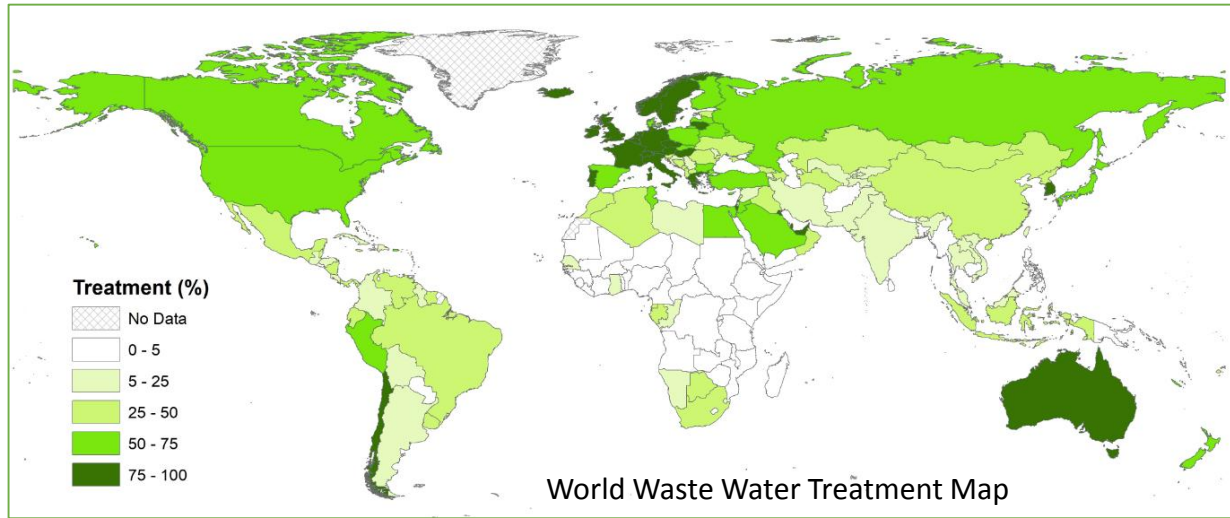 Treatment (%)
No Data
0 - 5
5 - 25
25 - 50
50 - 75
75 - 100
World Waste Water Treatment Map